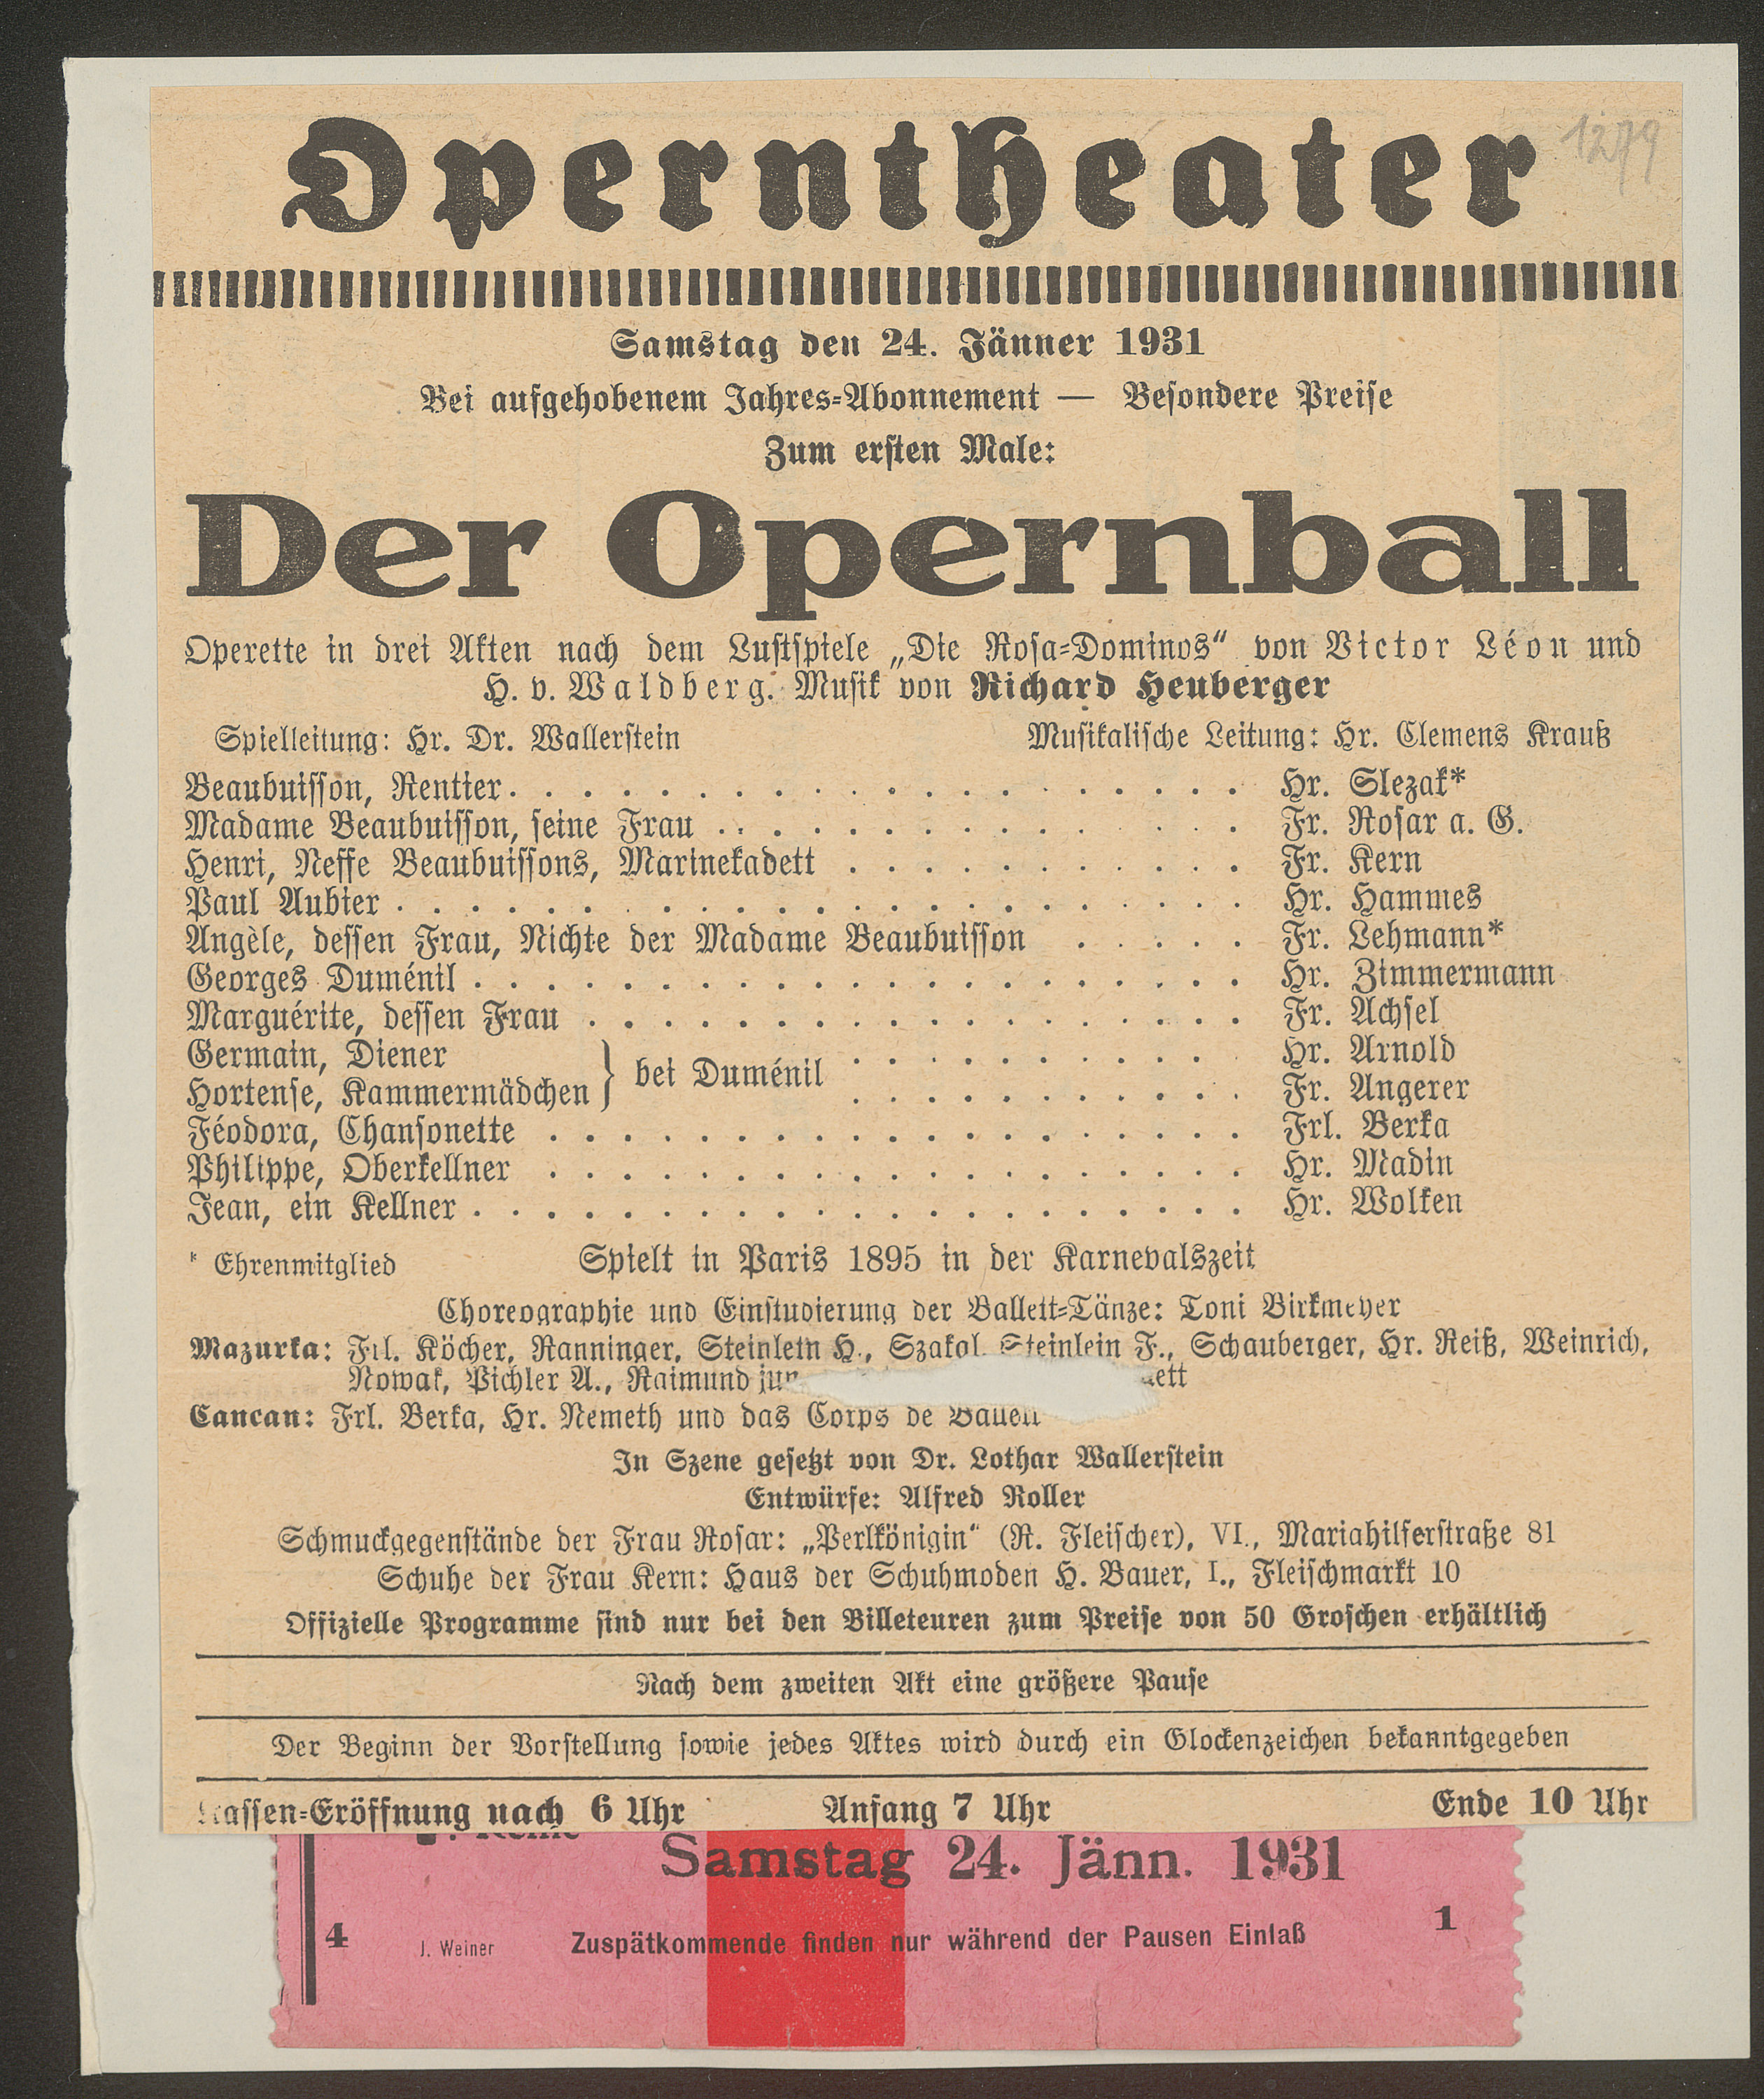 Operntheater
1279
Samstag den 24. Jänner 1931
Bei aufgehobenem Jahres-Abonnement — Besondere Preise
Zum ersten Male:
Der Opernball
Operette in drei Akten nach dem Lustspiele „Die Rosa-Dominos“ von Victor Léon und
H. v. Waldberg. Musik von Richard Heuberger
Spielleitung: Hr. Dr. Wallerstein Musikalische Leitung: Hr. Clemens Krauß
Beaubuisson, Rentier. . . . . . . . . . . . . . . . . . . . Hr. Slezak*
Madame Beaubuisson, seine Frau . . . . . . . . . . . . . . . Fr. Rosar a. G.
Henri, Neffe Beaubuissons, Marinekadett . . . . . . . . . . . Fr. Kern
Paul Aubier . . . . . . . . . . . . . . . . . . . . . . . Hr. Hammes
Angèle, dessen Frau, Nichte der Madame Beaubuisson . . . . . Fr. Lehmann*
Georges Duménil . . . . . . . . . . . . . . . . . . . . . Hr. Zimmermann
Marguérite, dessen Frau . . . . . . . . . . . . . . . . . . Fr. Achsel
Germain, Diener } bei Duménil . . . . . . . . . . . Hr. Arnold
Hortense, Kammermädchen } . . . . . . . . . . . Fr. Angerer
Féodora, Chansonette . . . . . . . . . . . . . . . . . . . Frl. Berka
Philippe, Oberkellner . . . . . . . . . . . . . . . . . . . Hr. Madin
Jean, ein Kellner . . . . . . . . . . . . . . . . . . . . . Hr. Wolken
* Ehrenmitglied Spielt in Paris 1895 in der Karnevalszeit
Choreographie und Einstudierung der Ballett-Tänze: Toni Birkmeyer
Mazurka: Frl. Köcher, Ranninger, Steinlein H., Szakal, Steinlein F., Schauberger, Hr. Reiß, Weinrich,
Nowak, Pichler A., Raimund jun
Cancan: Frl. Berka, Hr. Nemeth und das Corps de Ballett
In Szene gesetzt von Dr. Lothar Wallerstein
Entwürfe: Alfred Roller
Schmuckgegenstände der Frau Rosar: „Perlkönigin“ (R. Fleischer), VI., Mariahilferstraße 81
Schuhe der Frau Kern: Haus der Schuhmoden H. Bauer, I., Fleischmarkt 10
Offizielle Programme sind nur bei den Billeteuren zum Preise von 50 Groschen erhältlich
Nach dem zweiten Akt eine größere Pause
Der Beginn der Vorstellung sowie jedes Aktes wird durch ein Glockenzeichen bekanntgegeben
Kassen-Eröffnung nach 6 Uhr Anfang 7 Uhr Ende 10 Uhr
Samstag 24. Jänn. 1931
4 J. Weiner Zuspätkommende finden nur während der Pausen Einlaß 1